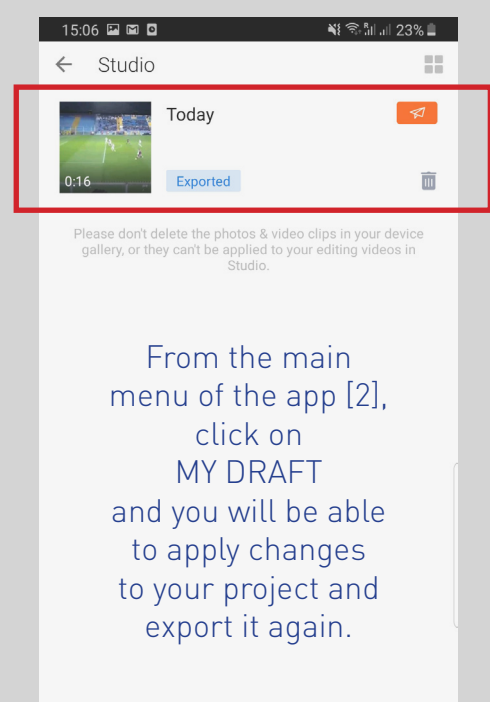 15:06 23%
Studio
Today
0:16
Exported
Please don't delete the photos & video clips in your device
gallery, or they can't be applied to your editing videos in
Studio.
From the main
menu of the app [2],
click on
MY DRAFT
and you will be able
to apply changes
to your project and
export it again.